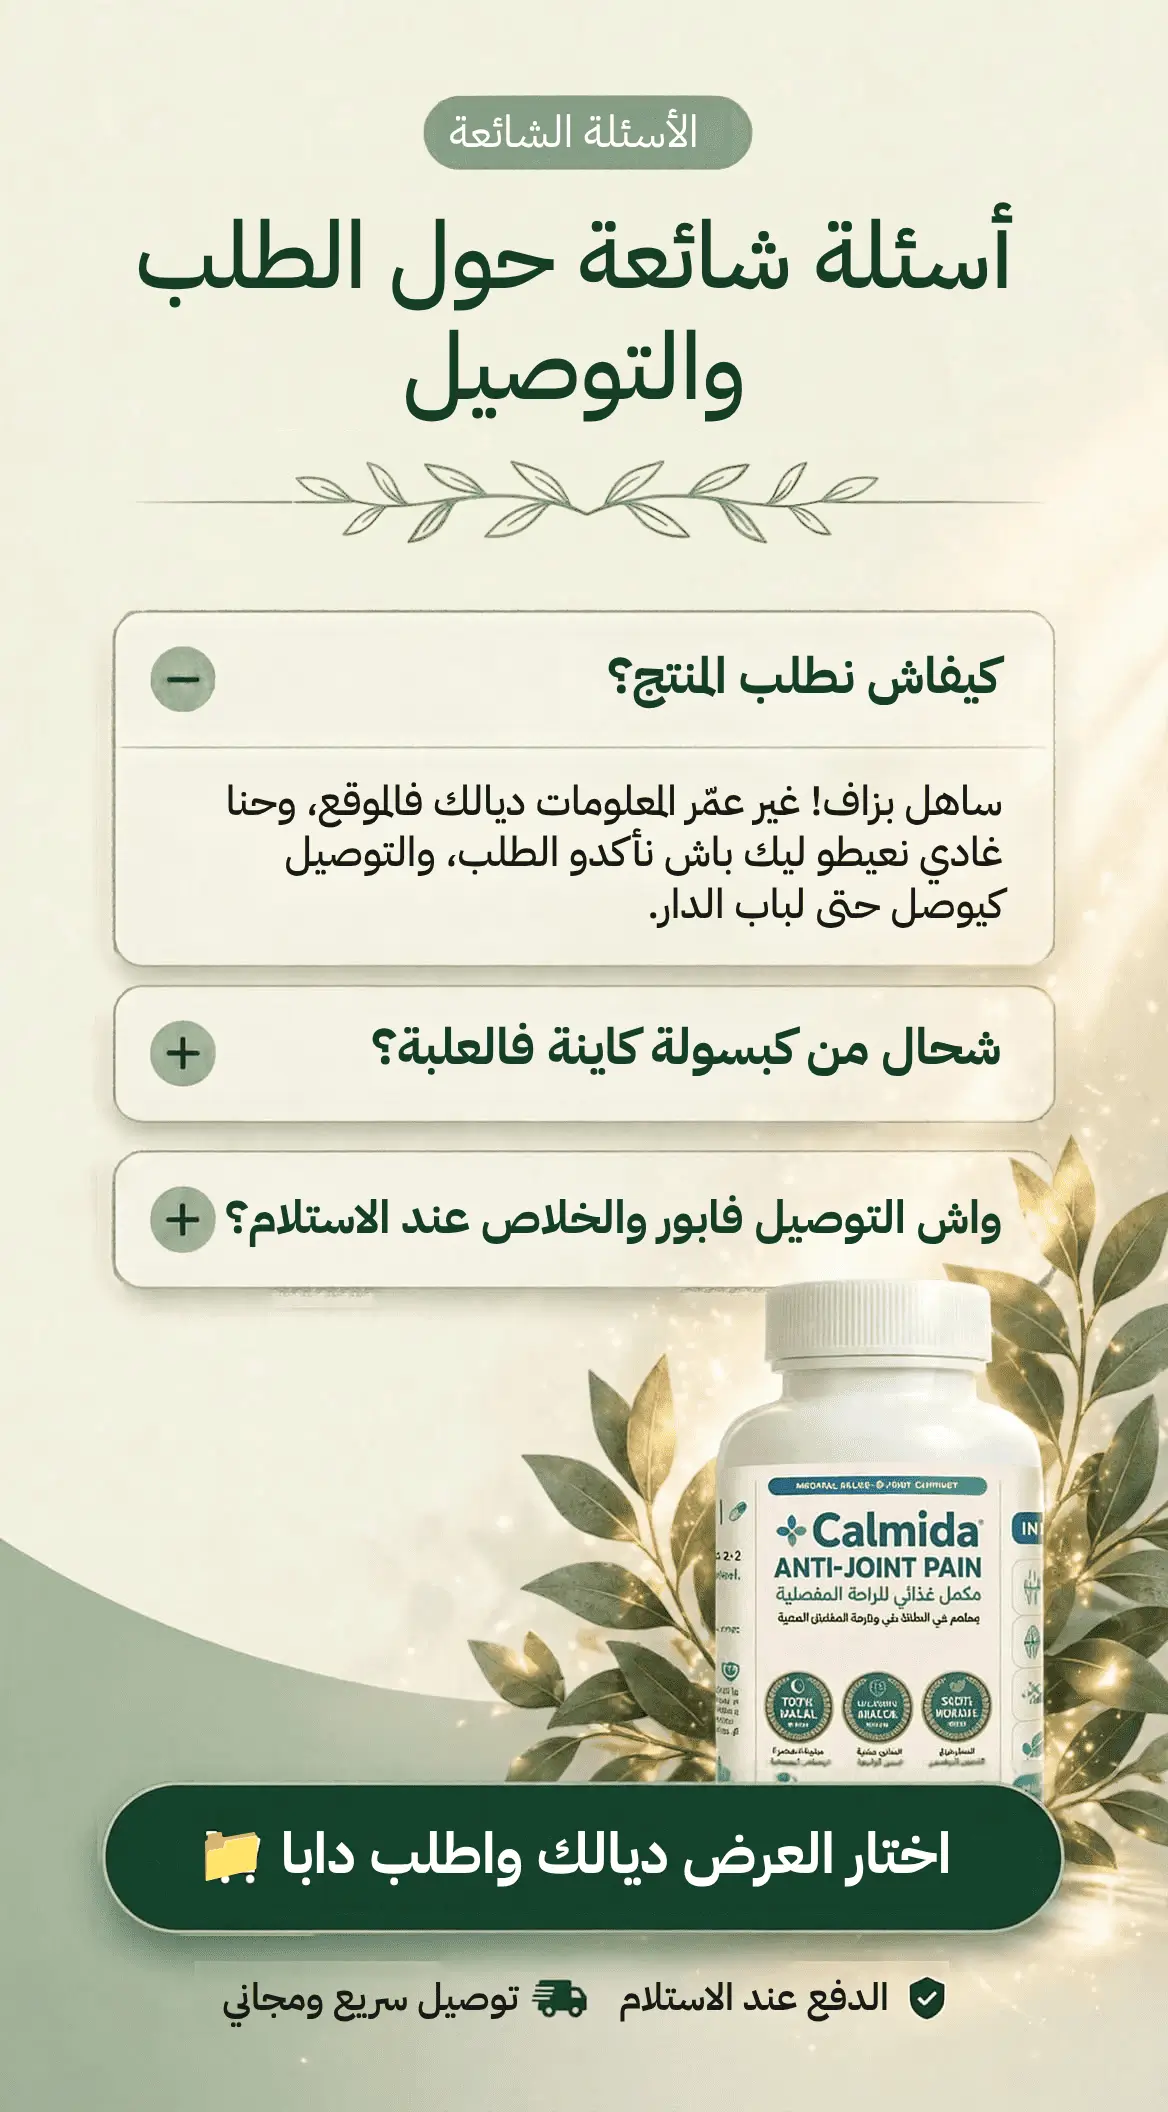 الأسئلة الشائعة
أسئلة شائعة حول الطلب
والتوصيل
كيفاش نطلب المنتج؟
ساهل بزاف! غير عمّر المعلومات ديالك فالموقع، وحنا
غادي نعيطو ليك باش نأكدو الطلب، والتوصيل
كيوصل حتى لباب الدار.
شحال من كبسولة كاينة فالعلبة؟
واش التوصيل فابور والخلاص عند الاستلام؟
Calmida
ANTI-JOINT PAIN
مكمل غذائي للراحة المفصلية
اختار العرض ديالك واطلب دابا
الدفع عند الاستلام
توصيل سريع ومجاني